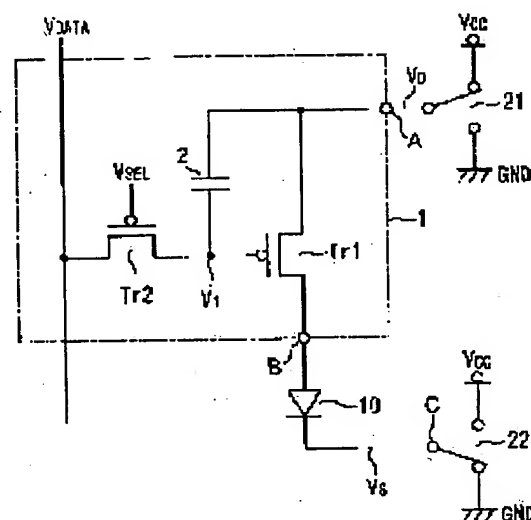 VDATA
VCC
VD
21
A
2
GND
VSEL
1
Tr1
Tr2
V1
B
VCC
10
C
22
VS
GND